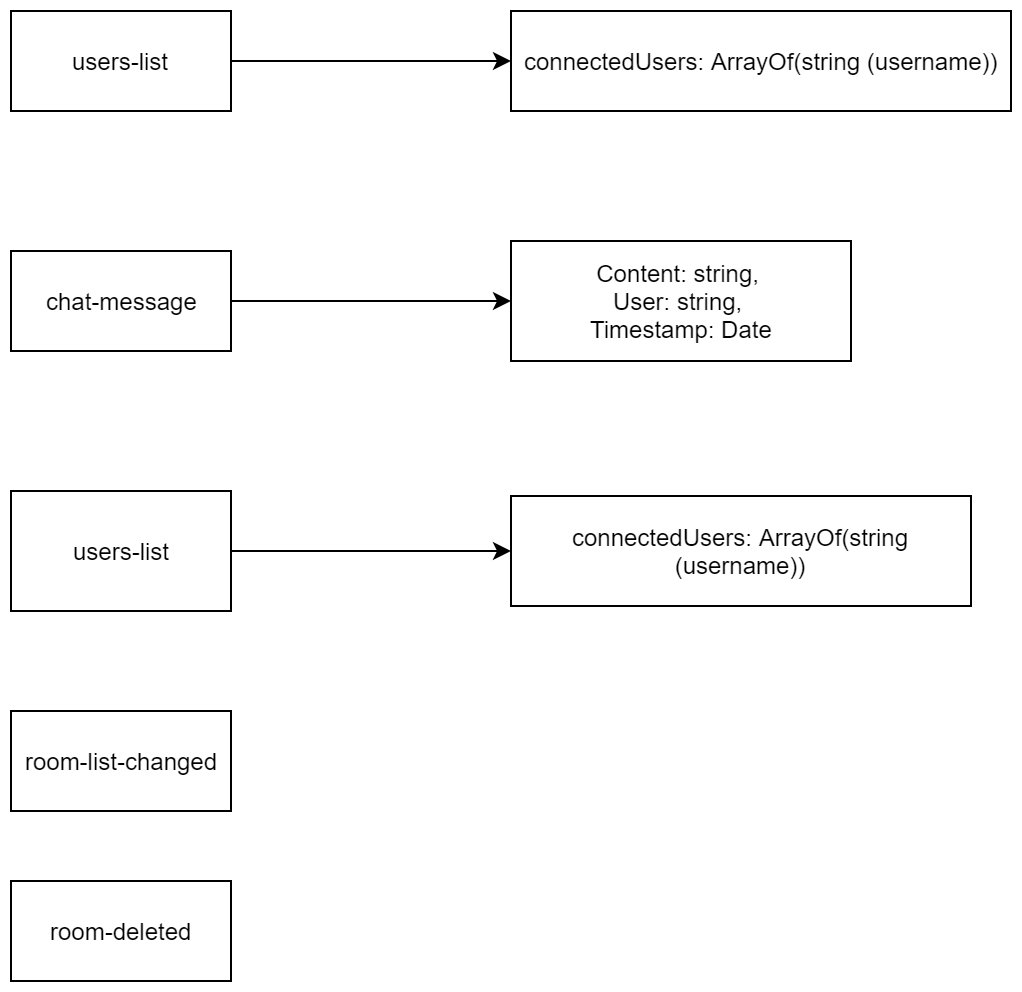 users-list
connectedUsers: ArrayOf(string (username))
chat-message
Content: string,
User: string,
Timestamp: Date
users-list
connectedUsers: ArrayOf(string
(username))
room-list-changed
room-deleted